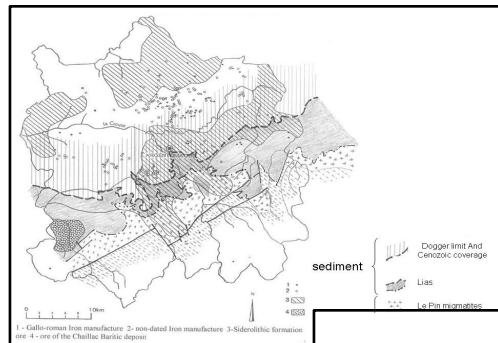 la Creuse
sediment
Dogger limit And
Cenozoic coverage
Lias
Le Pin migmatites
1
2
3
4
0 10km
N
1 - Gallo-roman Iron manufacture 2- non-dated Iron manufacture 3-Siderolithic formation
ore 4 - ore of the Chaillac Baritic deposit